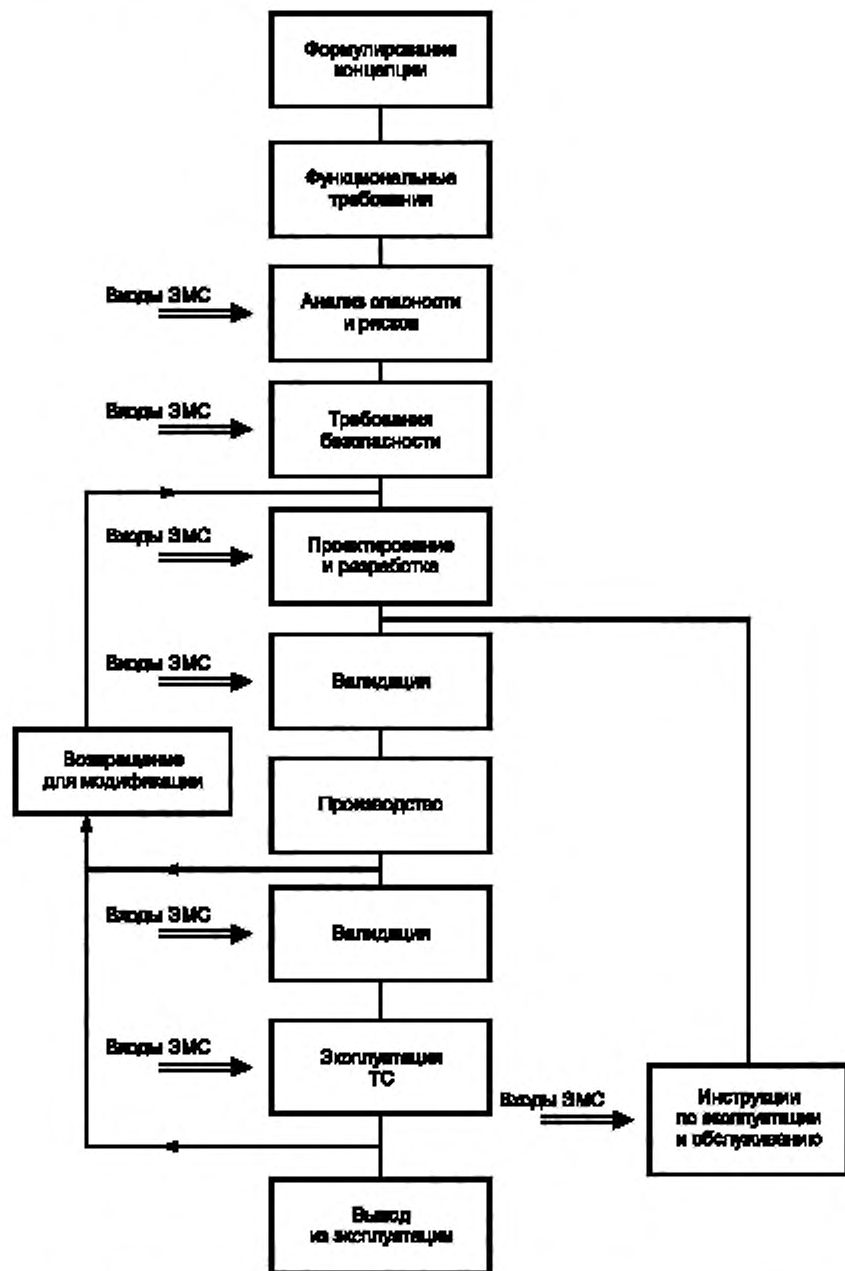 Формулирование
концепции
Функциональные
требования
Входы ЭМС
Анализ опасности
и рисков
Входы ЭМС
Требования
безопасности
Входы ЭМС
Проектирование
и разработка
Входы ЭМС
Валидация
Возвращение
для модификации
Производство
Входы ЭМС
Валидация
Входы ЭМС
Эксплуатация
ТС
Входы ЭМС
Инструкции
по эксплуатации
и обслуживанию
Вывод
из эксплуатации